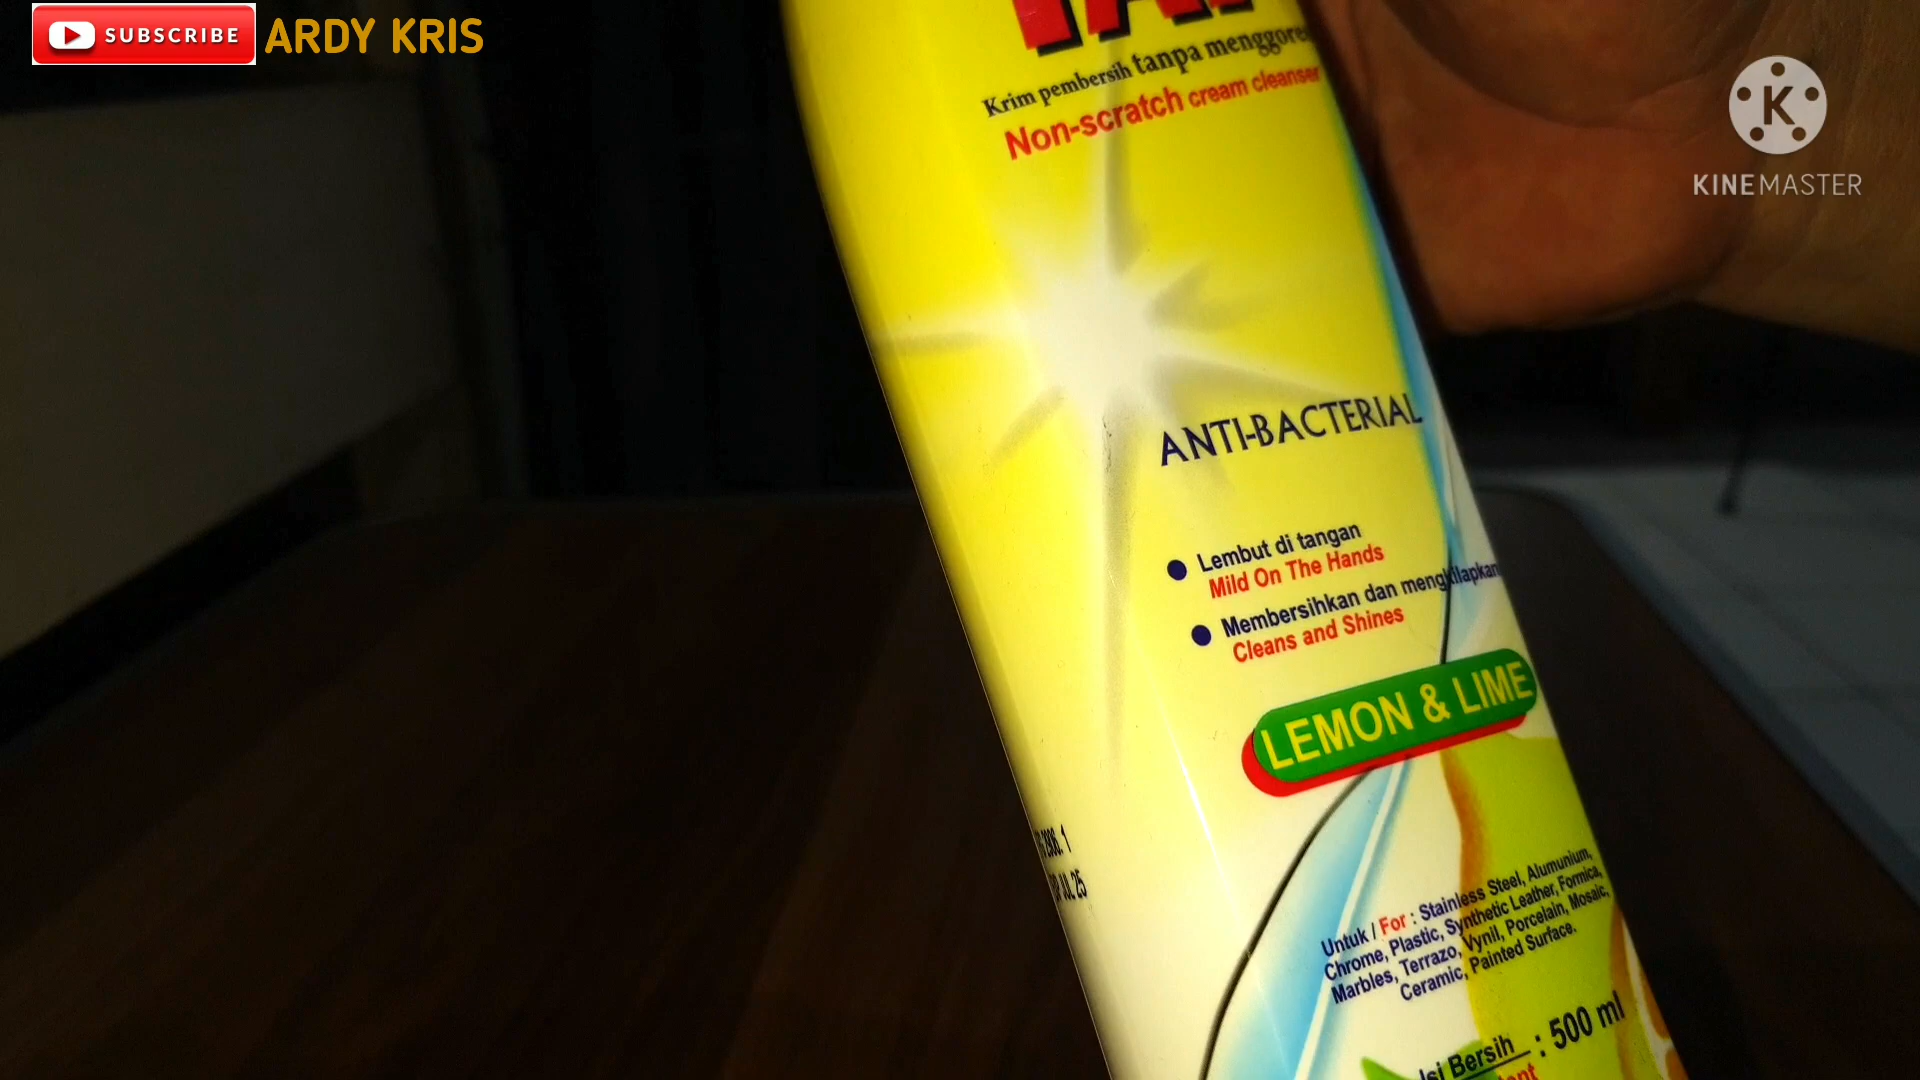 SUBSCRIBE ARDY KRIS
KINEMASTER
Krim pembersih tanpa menggores
Non-scratch cream cleanser
ANTI-BACTERIAL
Lembut di tangan
Mild On The Hands
Membersihkan dan mengkilapkan
Cleans and Shines
LEMON & LIME
JUL 25
Untuk / For : Stainless Steel, Alumunium,
Chrome, Plastic, Synthetic Leather, Formica,
Marbles, Terrazo, Vynil, Porcelain, Mosaic,
Ceramic, Painted Surface.
Isi Bersih : 500 ml